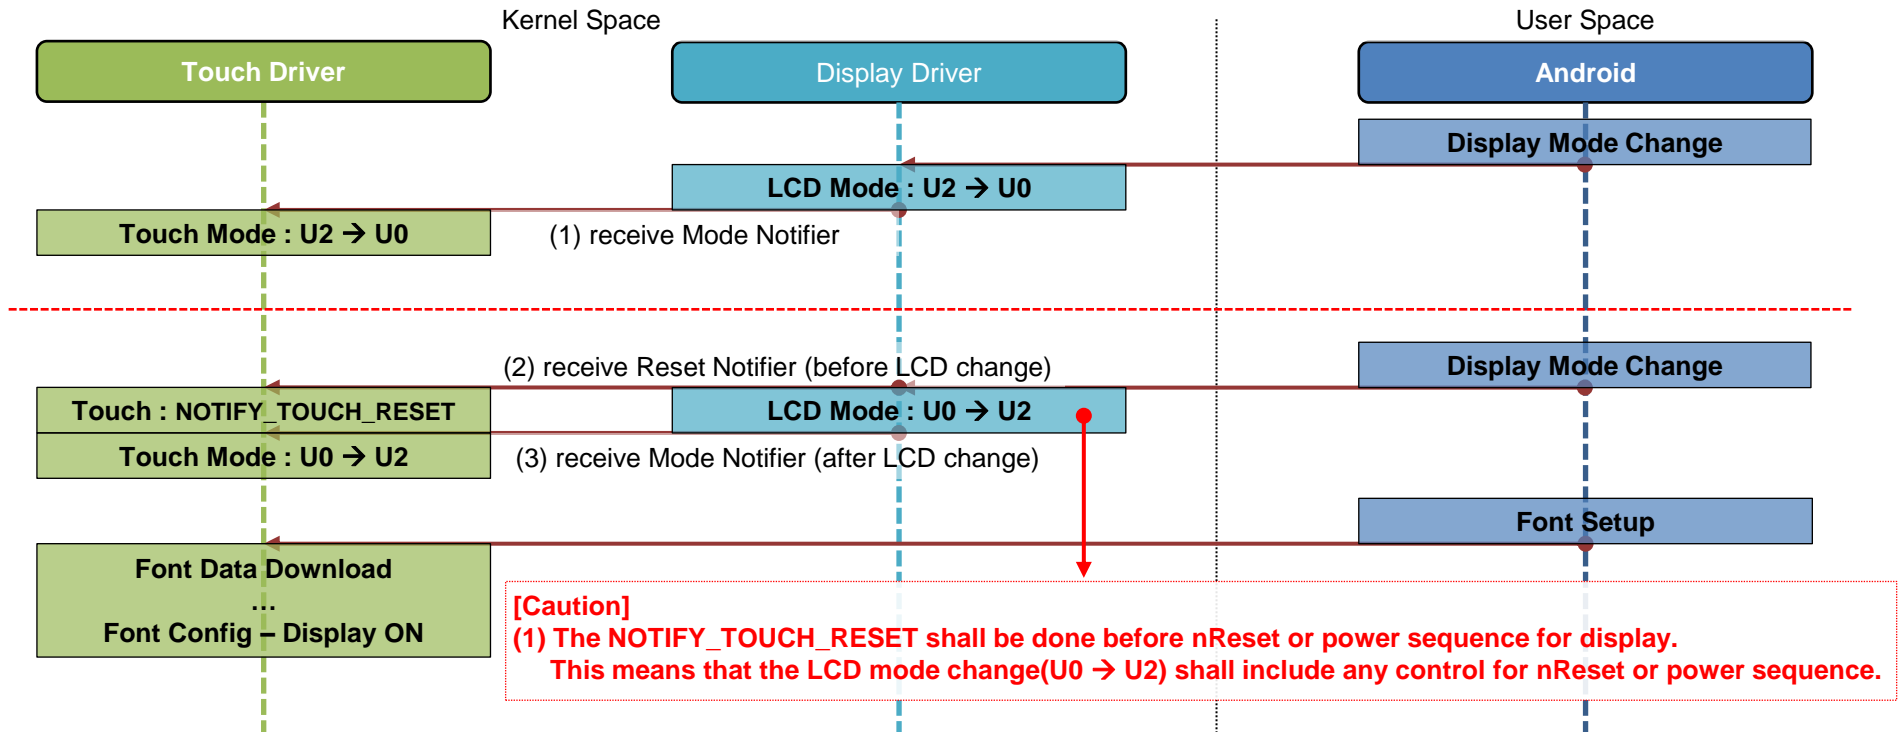 Kernel Space
User Space
Touch Driver
Display Driver
Android
Display Mode Change
LCD Mode : U2 → U0
Touch Mode : U2 → U0
(1) receive Mode Notifier
(2) receive Reset Notifier (before LCD change)
Display Mode Change
Touch : NOTIFY_TOUCH_RESET
LCD Mode : U0 → U2
Touch Mode : U0 → U2
(3) receive Mode Notifier (after LCD change)
Font Setup
Font Data Download
…
Font Config – Display ON
[Caution]
(1) The NOTIFY_TOUCH_RESET shall be done before nReset or power sequence for display.
This means that the LCD mode change(U0 → U2) shall include any control for nReset or power sequence.